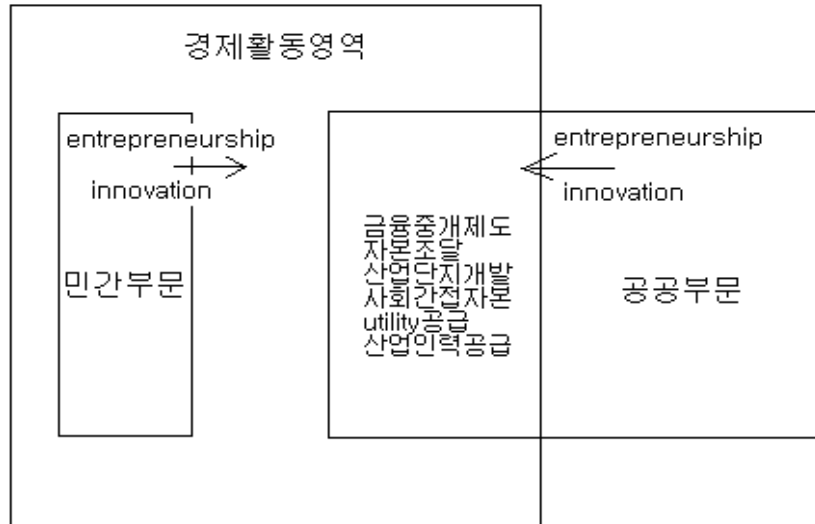 경제활동영역
entrepreneurship
innovation
민간부문
금융중개제도
자본조달
산업단지개발
사회간접자본
utility공급
산업인력공급
entrepreneurship
innovation
공공부문